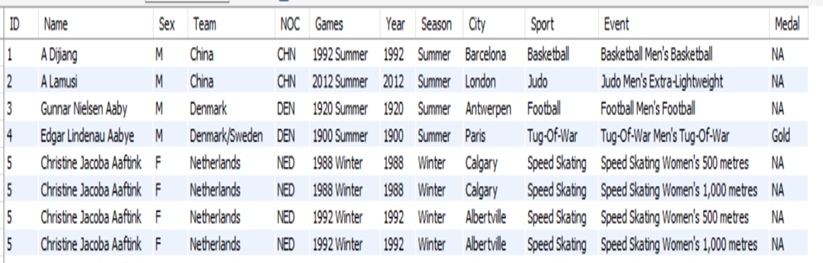 ID Name Sex Team NOC Games Year Season City Sport Event Medal
1 A Dijiang M China CHN 1992 Summer 1992 Summer Barcelona Basketball Basketball Men's Basketball NA
2 A Lamusi M China CHN 2012 Summer 2012 Summer London Judo Judo Men's Extra-Lightweight NA
3 Gunnar Nielsen Aaby M Denmark DEN 1920 Summer 1920 Summer Antwerpen Football Football Men's Football NA
4 Edgar Lindenau Aabye M Denmark/Sweden DEN 1900 Summer 1900 Summer Paris Tug-Of-War Tug-Of-War Men's Tug-Of-War Gold
5 Christine Jacoba Aaftink F Netherlands NED 1988 Winter 1988 Winter Calgary Speed Skating Speed Skating Women's 500 metres NA
5 Christine Jacoba Aaftink F Netherlands NED 1988 Winter 1988 Winter Calgary Speed Skating Speed Skating Women's 1,000 metres NA
5 Christine Jacoba Aaftink F Netherlands NED 1992 Winter 1992 Winter Albertville Speed Skating Speed Skating Women's 500 metres NA
5 Christine Jacoba Aaftink F Netherlands NED 1992 Winter 1992 Winter Albertville Speed Skating Speed Skating Women's 1,000 metres NA